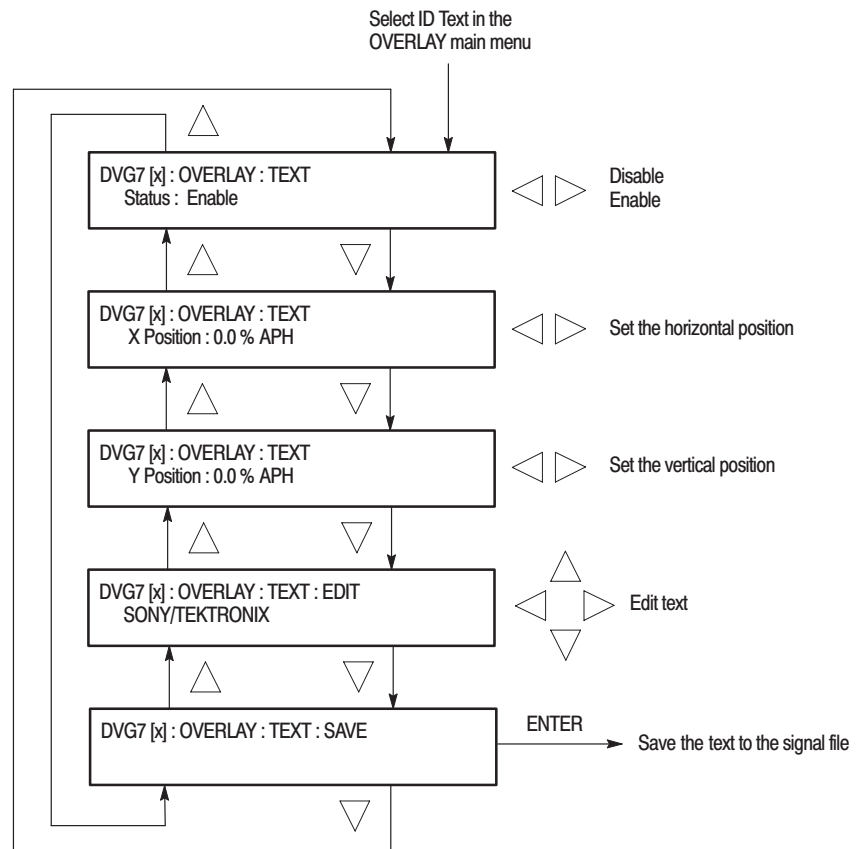 Select ID Text in the
OVERLAY main menu
DVG7 [x] : OVERLAY : TEXT
Status : Enable
Disable
Enable
DVG7 [x] : OVERLAY : TEXT
X Position : 0.0 % APH
Set the horizontal position
DVG7 [x] : OVERLAY : TEXT
Y Position : 0.0 % APH
Set the vertical position
DVG7 [x] : OVERLAY : TEXT : EDIT
SONY/TEKTRONIX
Edit text
DVG7 [x] : OVERLAY : TEXT : SAVE
ENTER
Save the text to the signal file